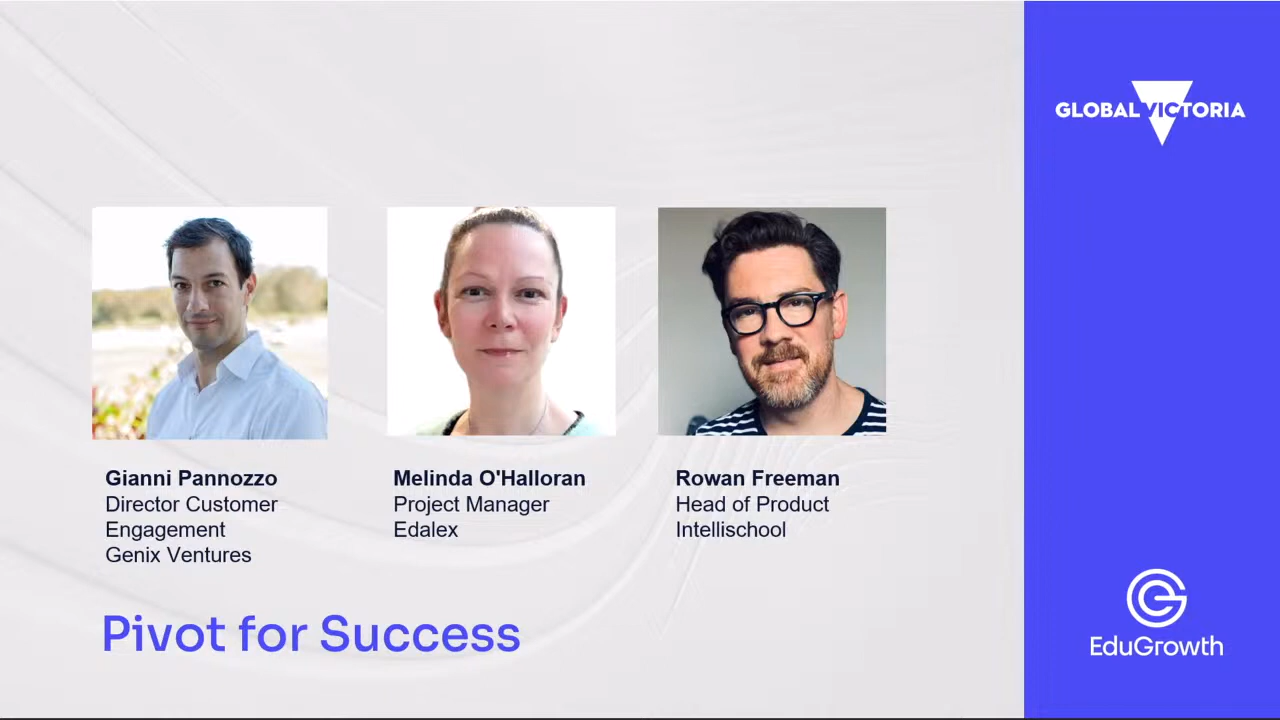 GLOBAL VICTORIA
Gianni Pannozzo
Director Customer
Engagement
Genix Ventures
Melinda O'Halloran
Project Manager
Edalex
Rowan Freeman
Head of Product
Intellischool
Pivot for Success
EduGrowth